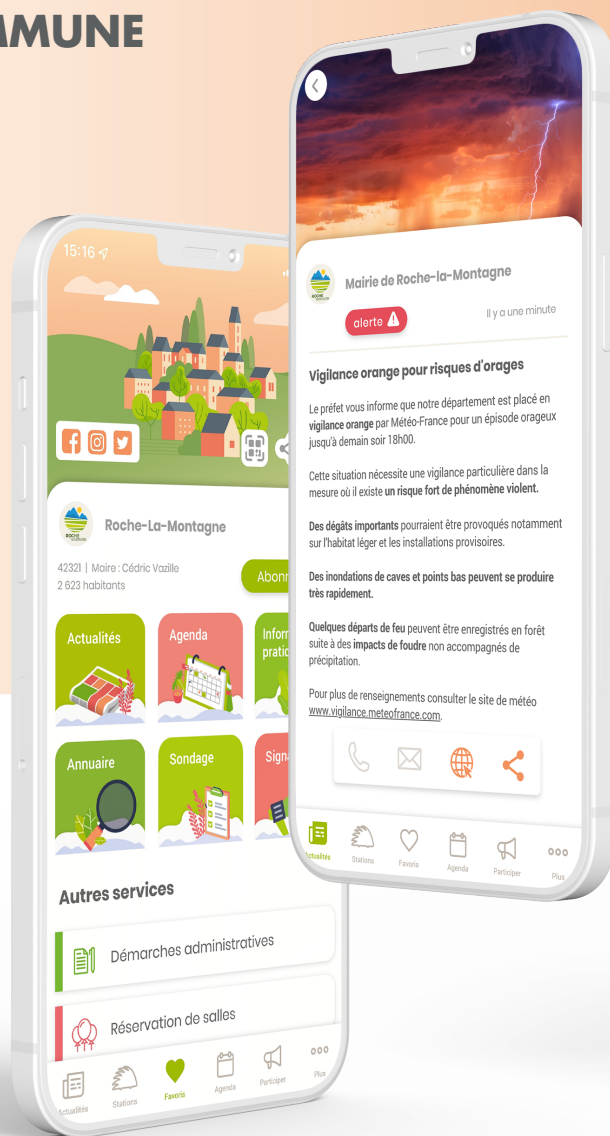 15:16
Roche-La-Montagne
42321 | Maire : Cédric Vazille
2 623 habitants
Actualités
Agenda
Annuaire
Sondage
Autres services
Démarches administratives
Réservation de salles
Actualités
Stations
Favoris
Agenda
Participer
Plus
Mairie de Roche-la-Montagne
alerte
Il y a une minute
Vigilance orange pour risques d'orages
Le préfet vous informe que notre département est placé en
vigilance orange par Météo-France pour un épisode orageux
jusqu'à demain soir 18h00.
Cette situation nécessite une vigilance particulière dans la
mesure où il existe un risque fort de phénomène violent.
Des dégâts importants pourraient être provoqués notamment
sur l'habitat léger et les installations provisoires.
Des inondations de caves et points bas peuvent se produire
très rapidement.
Quelques départs de feu peuvent être enregistrés en forêt
suite à des impacts de foudre non accompagnés de
précipitation.
Pour plus de renseignements consulter le site de météo
www.vigilance.meteofrance.com.
Actualités
Stations
Favoris
Agenda
Participer
Plus